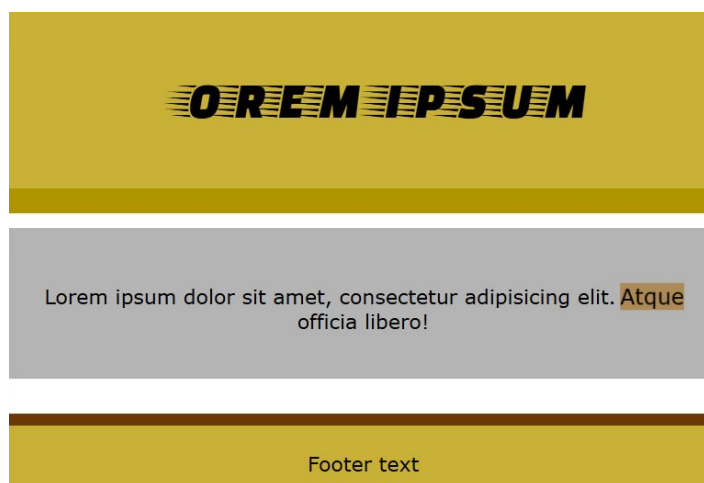 OREM IPSUM
Lorem ipsum dolor sit amet, consectetur adipisicing elit. Atque
officia libero!
Footer text